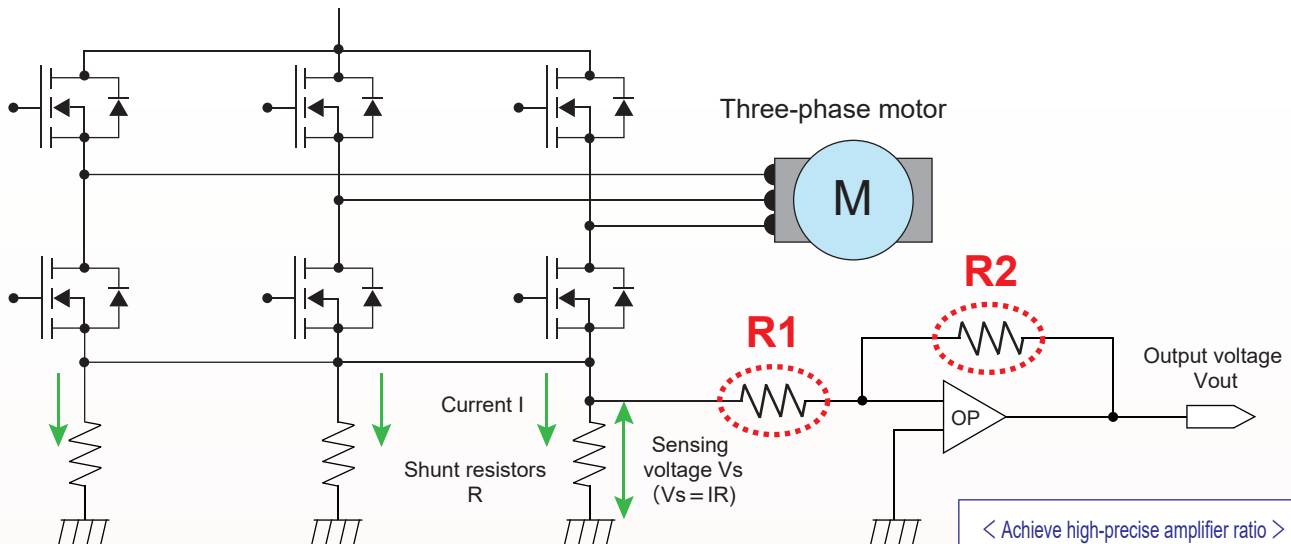 Three-phase motor
M
R2
R1
Output voltage
Vout
OP
Current I
Shunt resistors
R
Sensing
voltage Vs
(Vs＝IR)
＜Achieve high-precise amplifier ratio＞